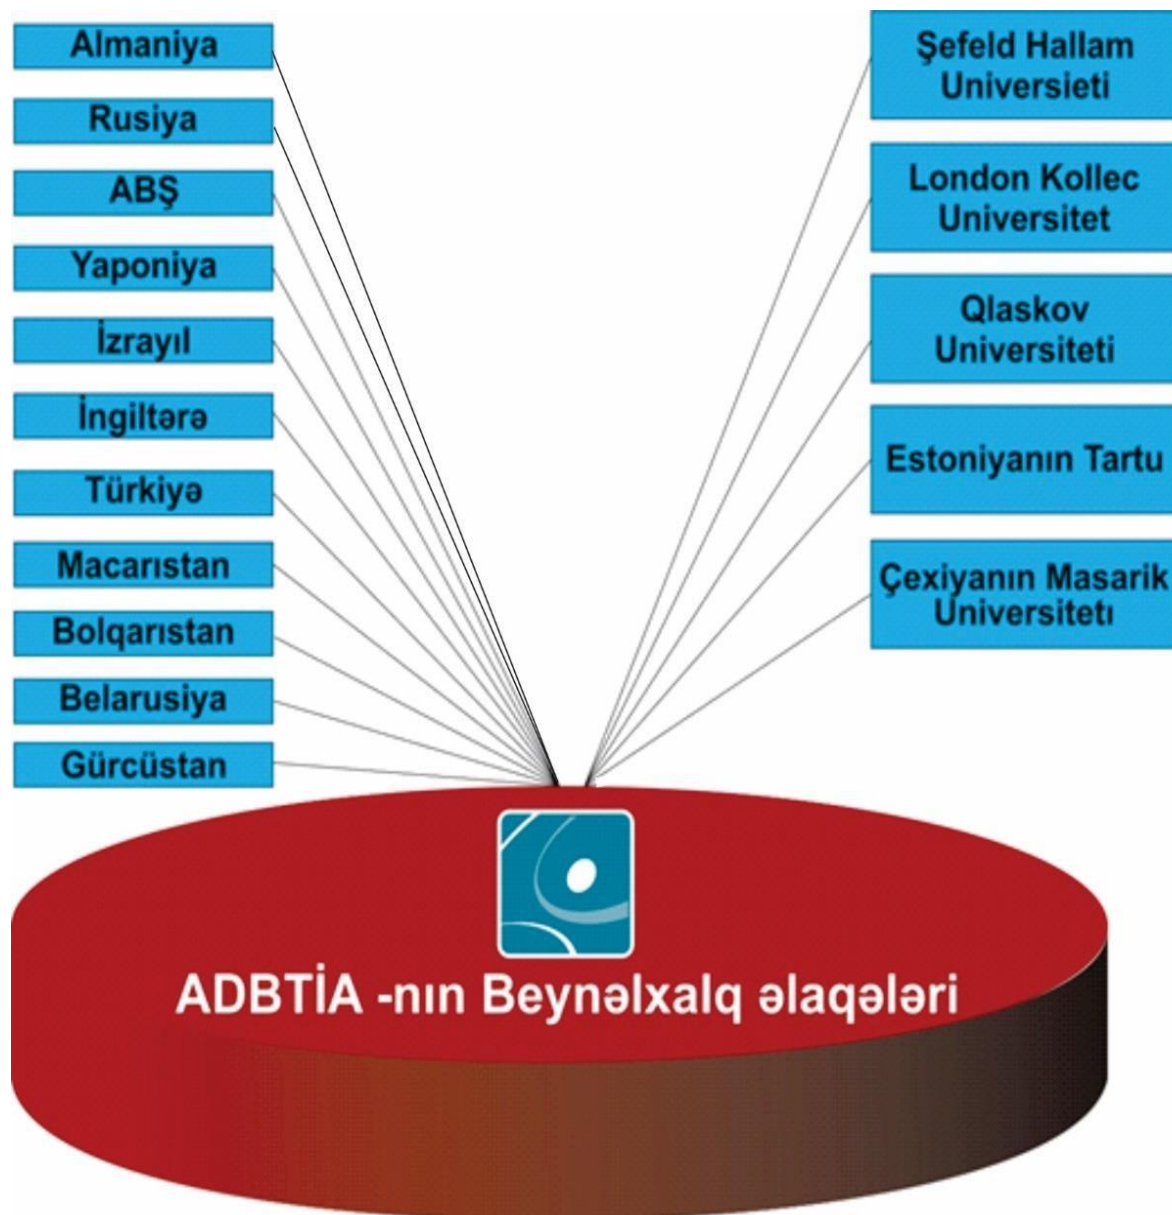 Almaniya
Rusiya
ABŞ
Yaponiya
İzrayıl
İngiltərə
Türkiyə
Macarıstan
Bolqarıstan
Belarusiya
Gürcüstan
Şefeld Hallam
Universieti
London Kollec
Universitet
Qlaskov
Universiteti
Estoniyanın Tartu
Çexiyanın Masarik
Universitetı
ADBTİA -nın Beynəlxalq əlaqələri